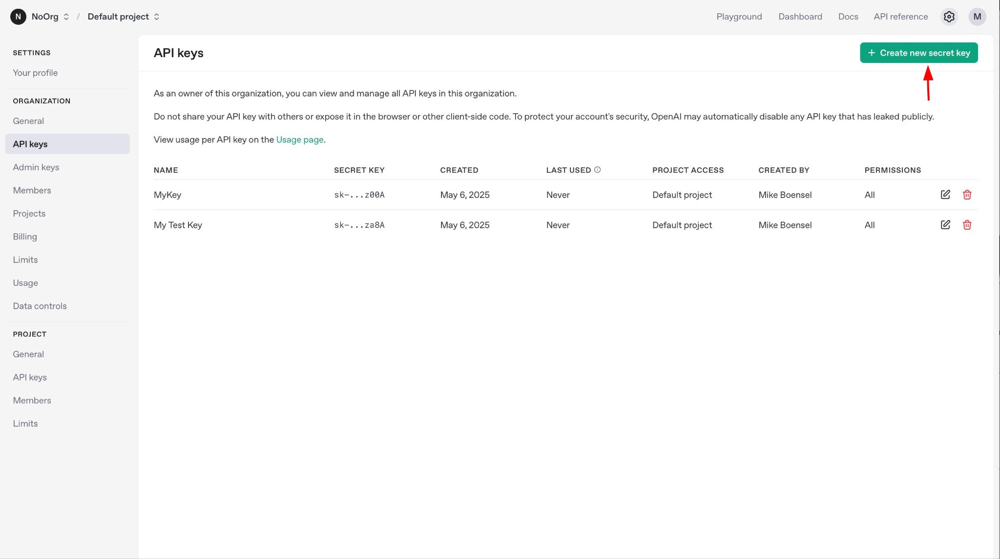 N NoOrg / Default project
Playground Dashboard Docs API reference M
SETTINGS
Your profile
ORGANIZATION
General
API keys
Admin keys
Members
Projects
Billing
Limits
Usage
Data controls
PROJECT
General
API keys
Members
Limits
API keys
+ Create new secret key
As an owner of this organization, you can view and manage all API keys in this organization.
Do not share your API key with others or expose it in the browser or other client-side code. To protect your account's security, OpenAI may automatically disable any API key that has leaked publicly.
View usage per API key on the Usage page.
NAME SECRET KEY CREATED LAST USED PROJECT ACCESS CREATED BY PERMISSIONS
MyKey sk-...z00A May 6, 2025 Never Default project Mike Boensel All
My Test Key sk-...za8A May 6, 2025 Never Default project Mike Boensel All